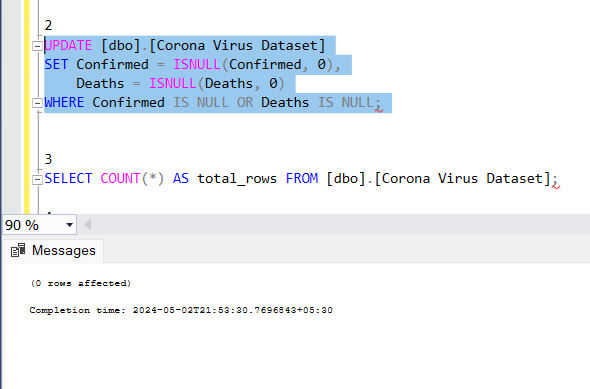 2
UPDATE [dbo].[Corona Virus Dataset]
SET Confirmed = ISNULL(Confirmed, 0),
Deaths = ISNULL(Deaths, 0)
WHERE Confirmed IS NULL OR Deaths IS NULL;
3
SELECT COUNT(*) AS total_rows FROM [dbo].[Corona Virus Dataset];
90 %
Messages
(0 rows affected)
Completion time: 2024-05-02T21:53:30.7696843+05:30